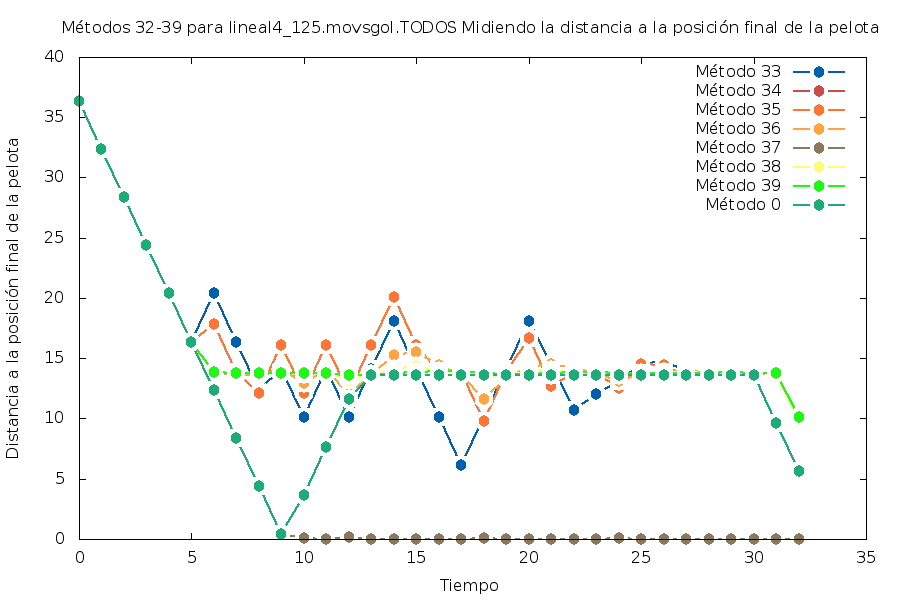 Métodos 32-39 para lineal4_125.movsgol.TODOS Midiendo la distancia a la posición final de la pelota
40
35
30
25
20
15
10
5
0
Distancia a la posición final de la pelota
Método 33
Método 34
Método 35
Método 36
Método 37
Método 38
Método 39
Método 0
0 5 10 15 20 25 30 35
Tiempo